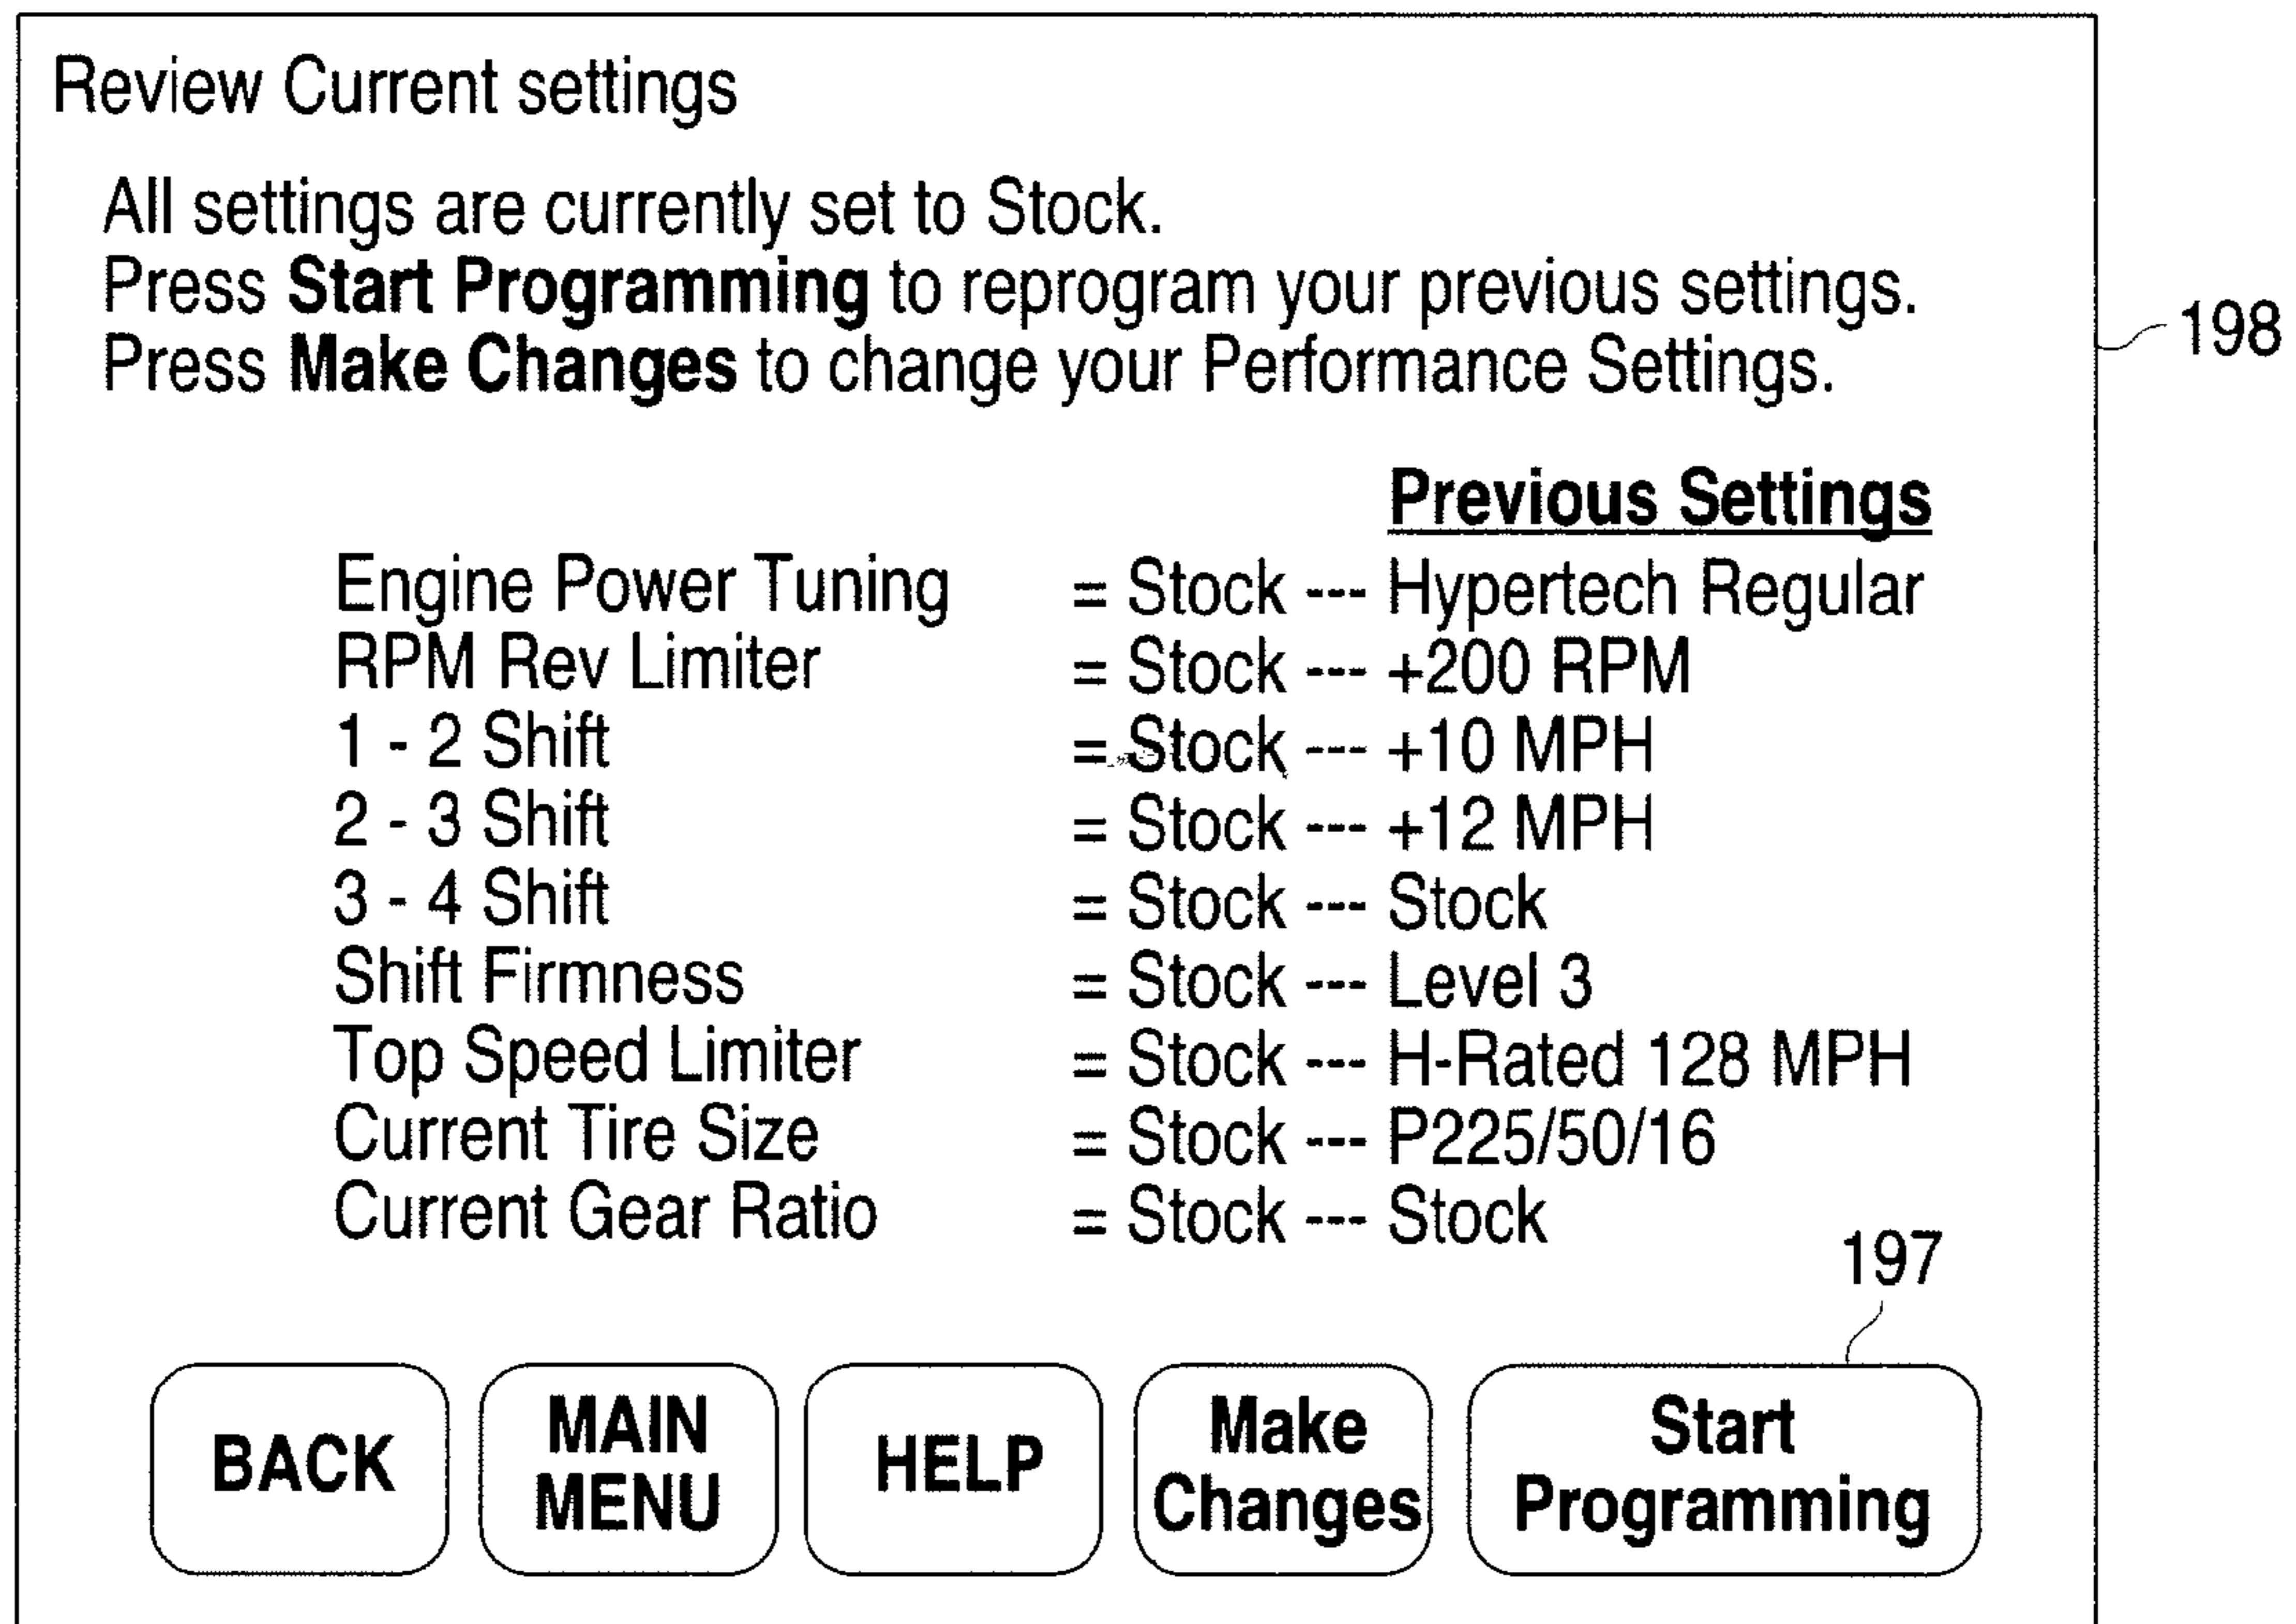 Review Current settings
All settings are currently set to Stock.
Press Start Programming to reprogram your previous settings.
Press Make Changes to change your Performance Settings.
198
Previous Settings
Engine Power Tuning = Stock --- Hypertech Regular
RPM Rev Limiter = Stock --- +200 RPM
1 - 2 Shift = Stock --- +10 MPH
2 - 3 Shift = Stock --- +12 MPH
3 - 4 Shift = Stock --- Stock
Shift Firmness = Stock --- Level 3
Top Speed Limiter = Stock --- H-Rated 128 MPH
Current Tire Size = Stock --- P225/50/16
Current Gear Ratio = Stock --- Stock
197
BACK
MAIN
MENU
HELP
Make
Changes
Start
Programming